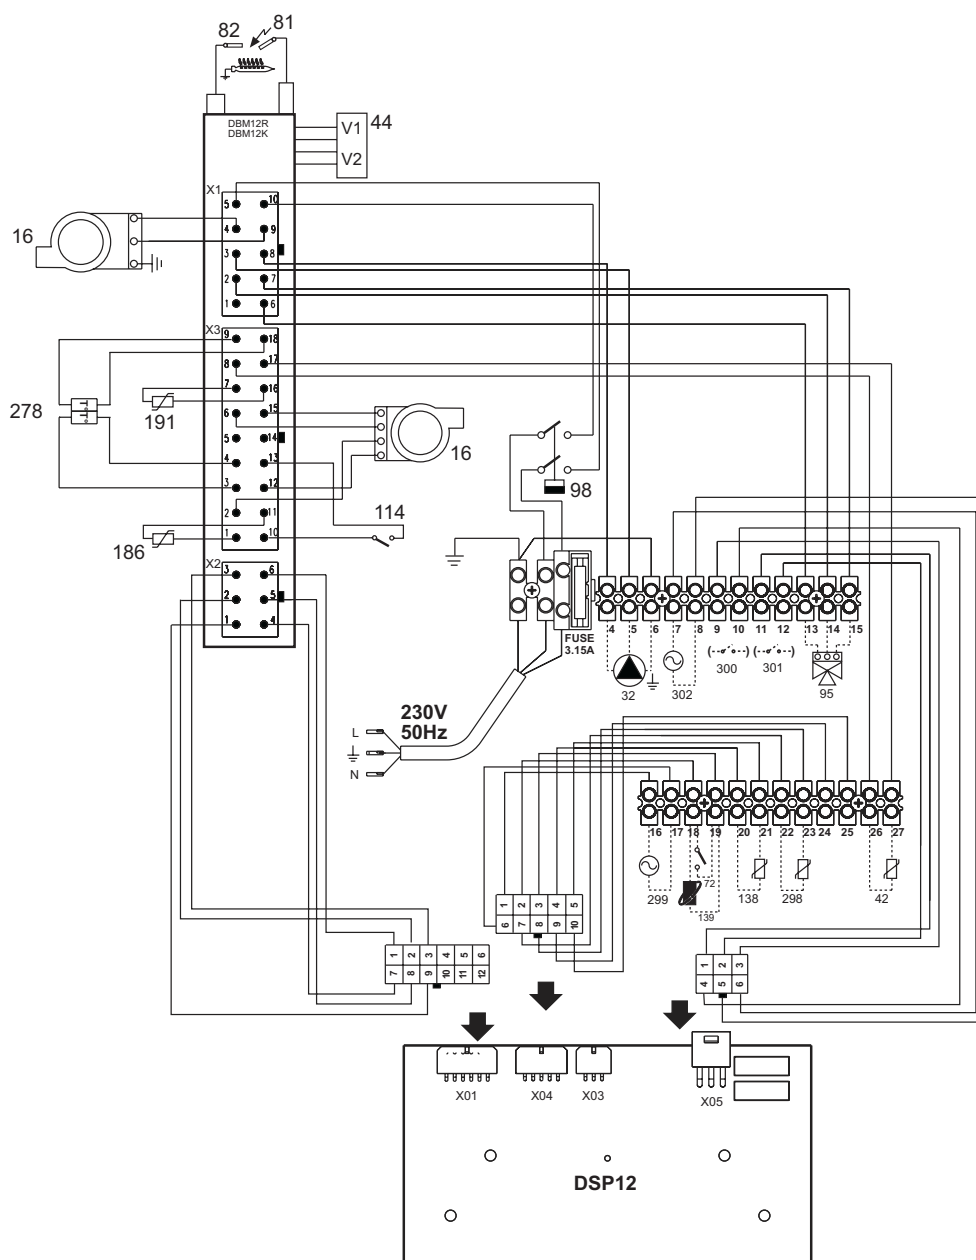 82
81
DBM12R
DBM12K
V1
V2
44
X1
5 10
4 9
3 8
2 7
1 6
16
X3
9 18
8 17
7 16
6 15
5 14
4 13
3 12
2 11
1 10
278
T°
T°
191
16
186
114
98
X2
3 6
2 5
1 4
FUSE
3.15A
4 5 6 7 8 9 10 11 12 13 14 15
32
302
300
301
95
230V
50Hz
L
N
16 17 18 19 20 21 22 23 24 25 26 27
299
72
139
138
298
42
1 2 3 4 5
6 7 8 9 10
1 2 3 4 5 6
7 8 9 10 11 12
1 2 3
4 5 6
X01
X04
X03
X05
DSP12